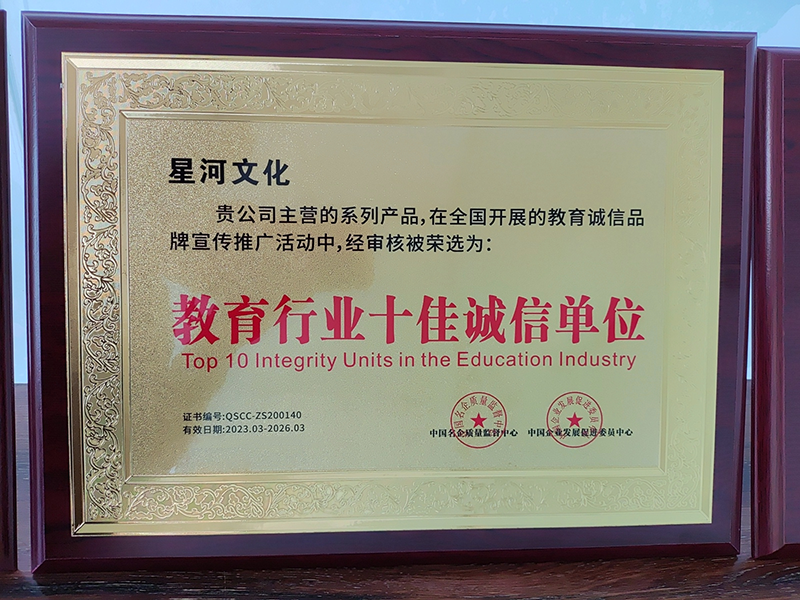 星河文化
贵公司主营的系列产品,在全国开展的教育诚信品
牌宣传推广活动中,经审核被荣选为:
教育行业十佳诚信单位
Top 10 Integrity Units in the Education Industry
证书编号:QSCC-ZS200140
有效日期:2023.03-2026.03
中国名企质量监督中心
中国企业发展促进委员中心